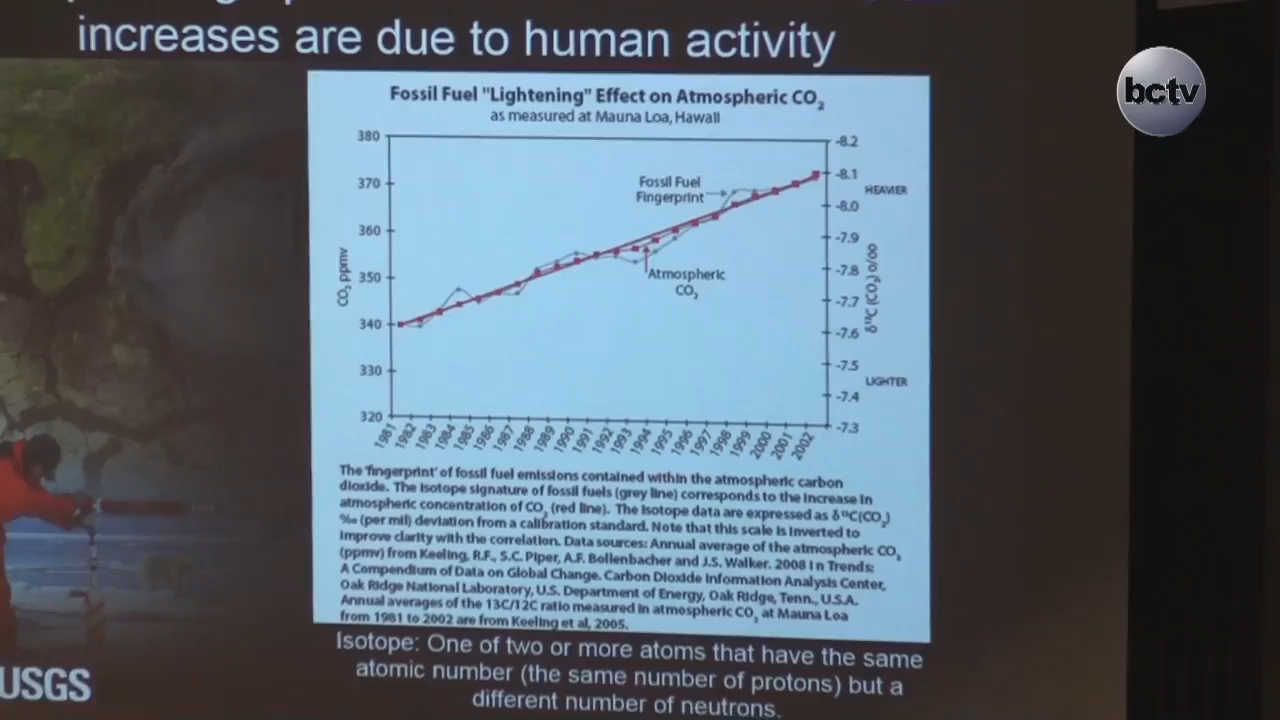 increases are due to human activity
bctv
Fossil Fuel "Lightening" Effect on Atmospheric CO₂
as measured at Mauna Loa, Hawaii
380
370
360
350
340
330
320
CO₂ ppmv
-8.2
-8.1
-8.0
-7.9
-7.8
-7.7
-7.6
-7.5
-7.4
-7.3
HEAVIER
LIGHTER
δ¹³C (CO₂) o/oo
Fossil Fuel
Fingerprint
Atmospheric
CO₂
1981
1982
1983
1984
1985
1986
1987
1988
1989
1990
1991
1992
1993
1994
1995
1996
1997
1998
1999
2000
2001
2002
The 'fingerprint' of fossil fuel emissions contained within the atmospheric carbon
dioxide. The isotope signature of fossil fuels (grey line) corresponds to the increase in
atmospheric concentration of CO₂ (red line). The isotope data are expressed as δ¹³C(CO₂)
‰ (per mil) deviation from a calibration standard. Note that this scale is inverted to
improve clarity with the correlation. Data sources: Annual average of the atmospheric CO₂
(ppmv) from Keeling, R.F., S.C. Piper, A.F. Bollenbacher and J.S. Walker. 2008 in Trends:
A Compendium of Data on Global Change. Carbon Dioxide Information Analysis Center,
Oak Ridge National Laboratory, U.S. Department of Energy, Oak Ridge, Tenn., U.S.A.
Annual averages of the 13C/12C ratio measured in atmospheric CO₂ at Mauna Loa
from 1981 to 2002 are from Keeling et al, 2005.
Isotope: One of two or more atoms that have the same
atomic number (the same number of protons) but a
different number of neutrons.
USGS